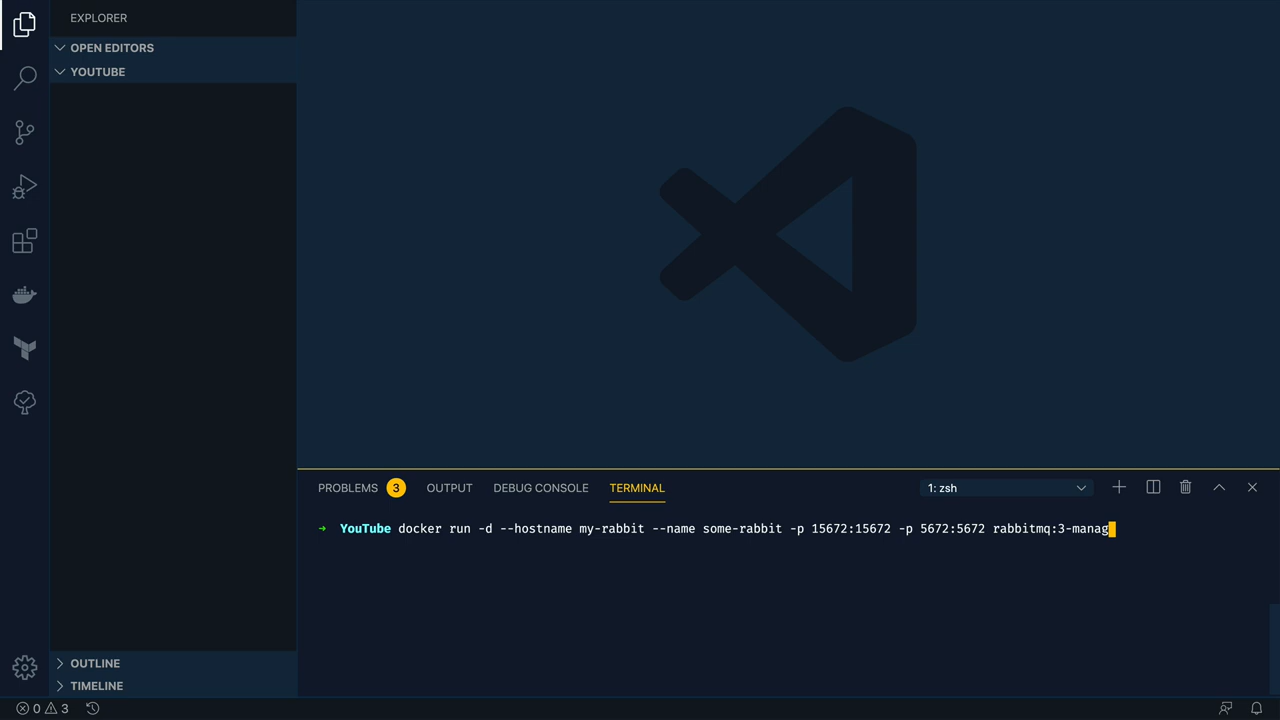 EXPLORER
OPEN EDITORS
YOUTUBE
OUTLINE
TIMELINE
PROBLEMS 3 OUTPUT DEBUG CONSOLE TERMINAL 1: zsh
➜ YouTube docker run -d --hostname my-rabbit --name some-rabbit -p 15672:15672 -p 5672:5672 rabbitmq:3-manag
0 3